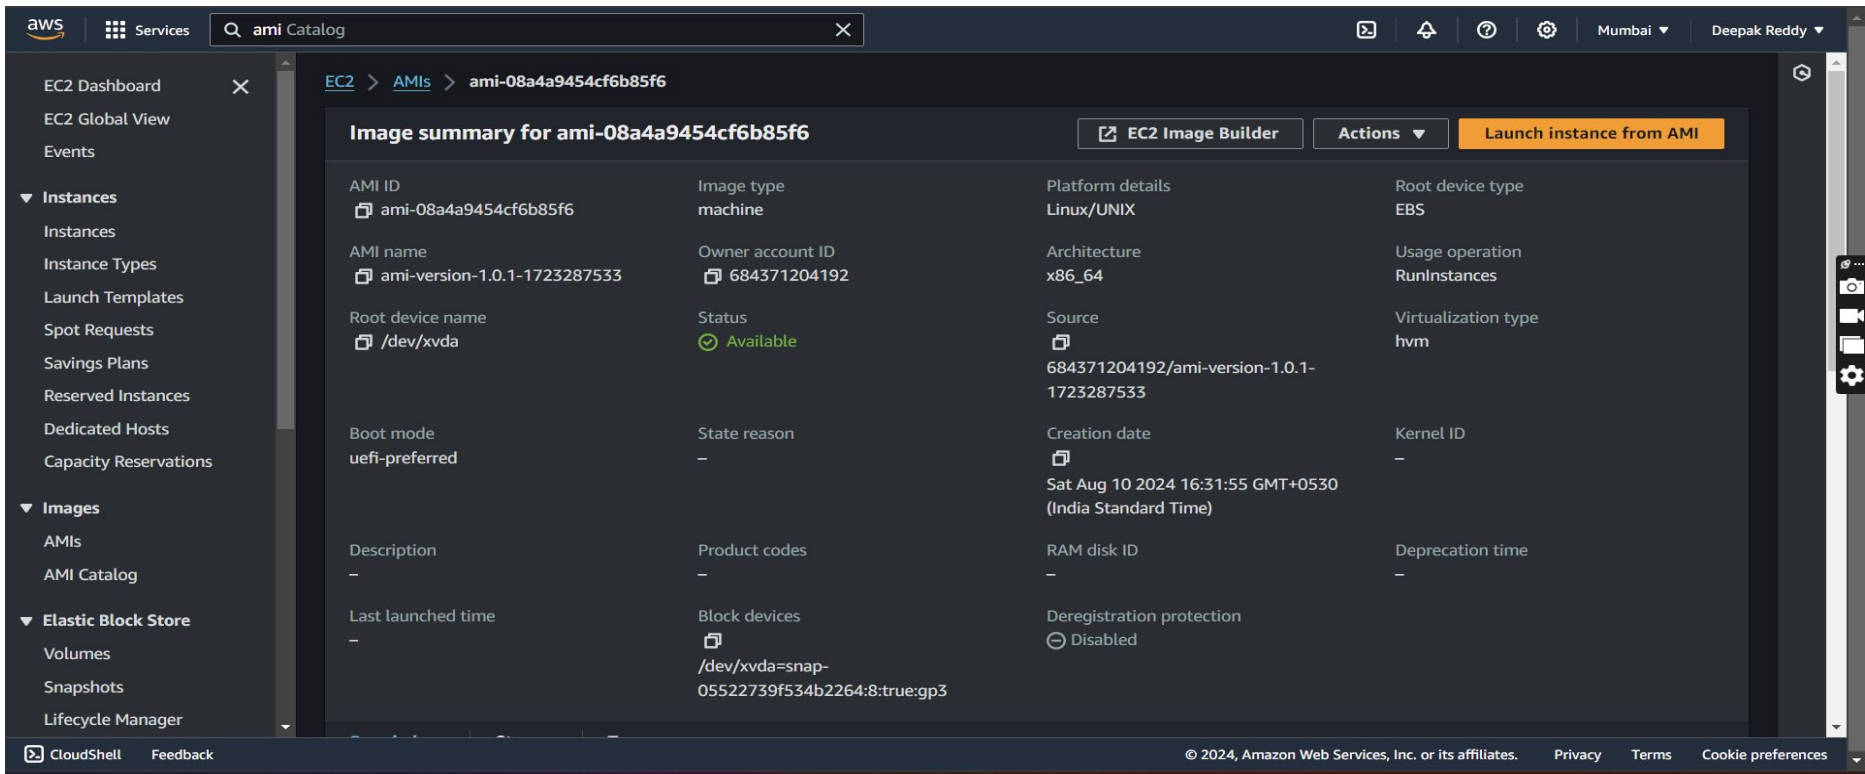 aws
Services
ami Catalog
Mumbai
Deepak Reddy
EC2 Dashboard
EC2 Global View
Events
Instances
Instances
Instance Types
Launch Templates
Spot Requests
Savings Plans
Reserved Instances
Dedicated Hosts
Capacity Reservations
Images
AMIs
AMI Catalog
Elastic Block Store
Volumes
Snapshots
Lifecycle Manager
EC2 > AMIs > ami-08a4a9454cf6b85f6
Image summary for ami-08a4a9454cf6b85f6
EC2 Image Builder
Actions
Launch instance from AMI
AMI ID
ami-08a4a9454cf6b85f6
Image type
machine
Platform details
Linux/UNIX
Root device type
EBS
AMI name
ami-version-1.0.1-1723287533
Owner account ID
684371204192
Architecture
x86_64
Usage operation
RunInstances
Root device name
/dev/xvda
Status
Available
Source
684371204192/ami-version-1.0.1-
1723287533
Virtualization type
hvm
Boot mode
uefi-preferred
State reason
–
Creation date
Sat Aug 10 2024 16:31:55 GMT+0530
(India Standard Time)
Kernel ID
–
Description
–
Product codes
–
RAM disk ID
–
Deprecation time
–
Last launched time
–
Block devices
/dev/xvda=snap-
05522739f534b2264:8:true:gp3
Deregistration protection
Disabled
CloudShell
Feedback
© 2024, Amazon Web Services, Inc. or its affiliates.
Privacy
Terms
Cookie preferences